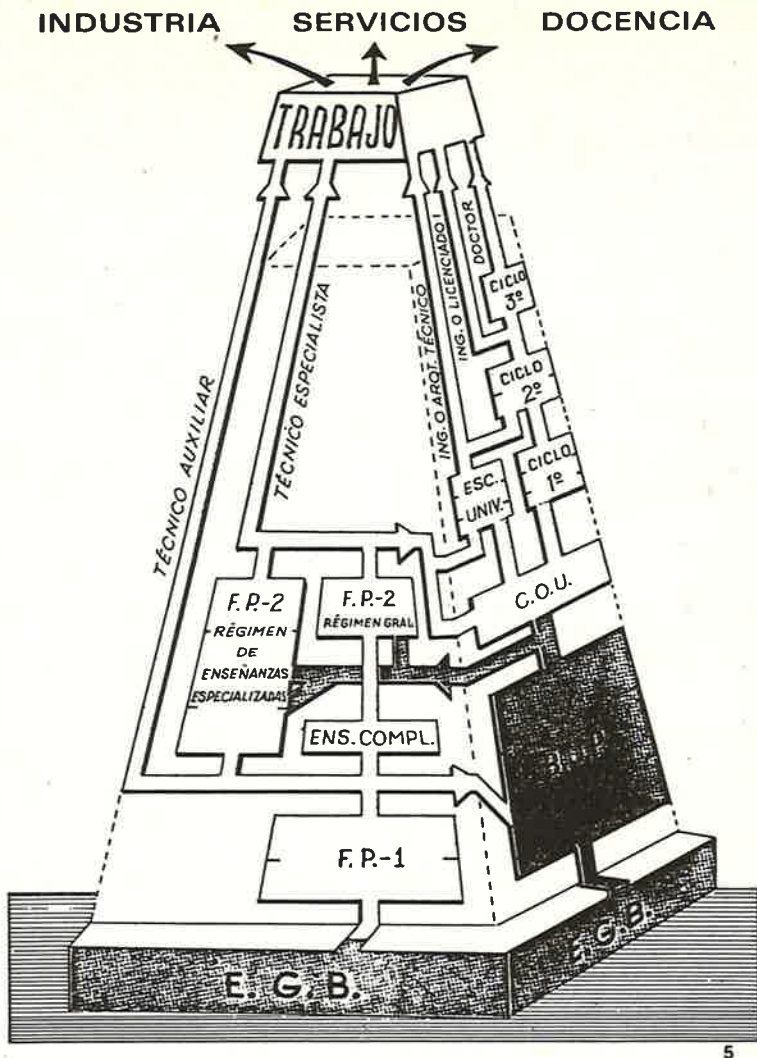 INDUSTRIA SERVICIOS DOCENCIA
TRABAJO
TÉCNICO AUXILIAR
TÉCNICO ESPECIALISTA
ING. O ARQT. TÉCNICO
ING. O LICENCIADO
DOCTOR
CICLO
3º
CICLO
2º
CICLO
1º
ESC.
UNIV.
C.O.U.
F.P.-2
RÉGIMEN
DE
ENSEÑANZAS
ESPECIALIZADAS
F.P.-2
RÉGIMEN GRAL
ENS. COMPL.
F.P.-1
E. G. B.
E. G. B.
5